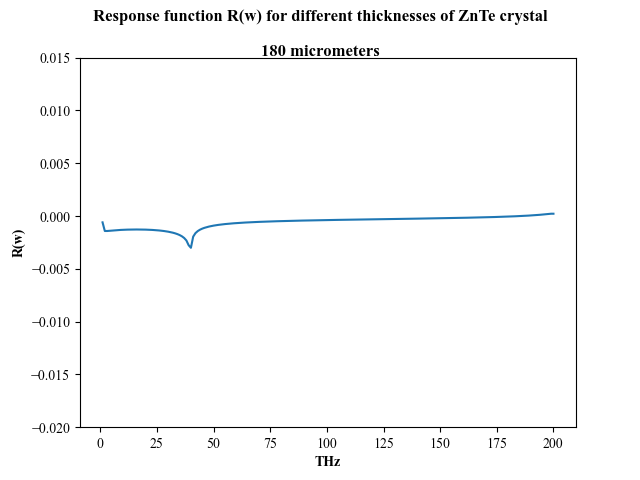 Response function R(w) for different thicknesses of ZnTe crystal
180 micrometers
0.015
0.010
0.005
0.000
−0.005
−0.010
−0.015
−0.020
R(w)
0 25 50 75 100 125 150 175 200
THz